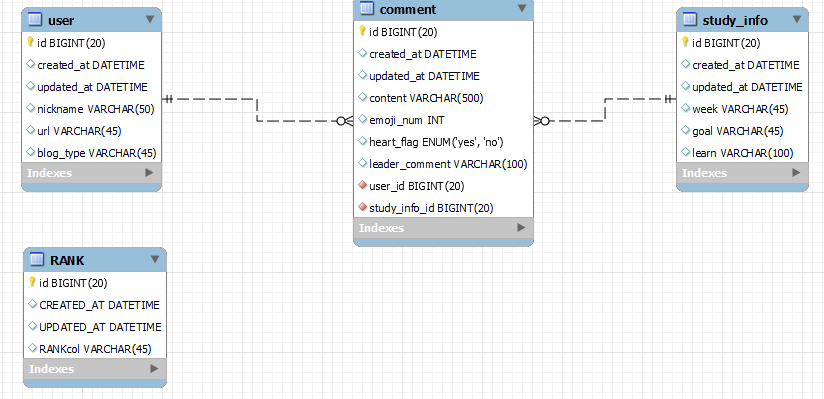 user
id BIGINT(20)
created_at DATETIME
updated_at DATETIME
nickname VARCHAR(50)
url VARCHAR(45)
blog_type VARCHAR(45)
Indexes
comment
id BIGINT(20)
created_at DATETIME
updated_at DATETIME
content VARCHAR(500)
emoji_num INT
heart_flag ENUM('yes', 'no')
leader_comment VARCHAR(100)
user_id BIGINT(20)
study_info_id BIGINT(20)
Indexes
study_info
id BIGINT(20)
created_at DATETIME
updated_at DATETIME
week VARCHAR(45)
goal VARCHAR(45)
learn VARCHAR(100)
Indexes
RANK
id BIGINT(20)
CREATED_AT DATETIME
UPDATED_AT DATETIME
RANKcol VARCHAR(45)
Indexes